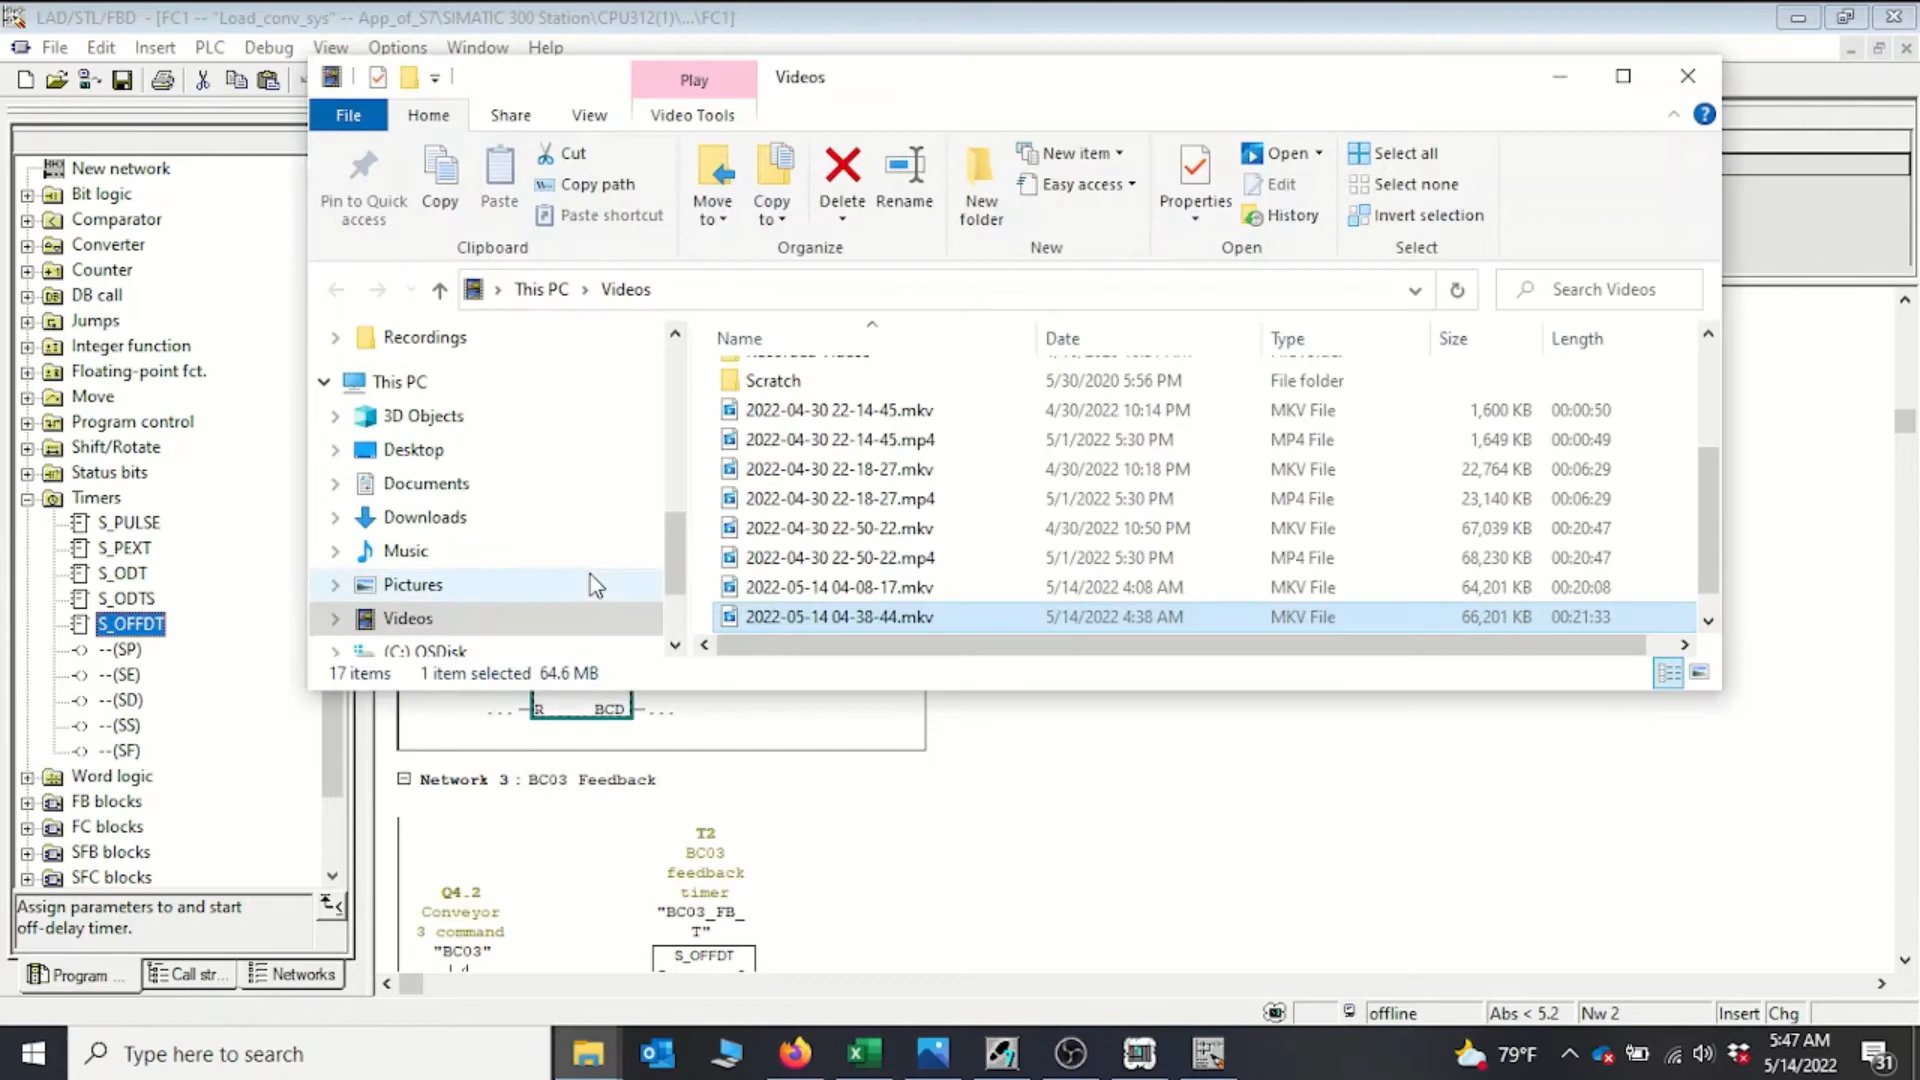 LAD/STL/FBD - [FC1 -- "Load_conv_sys" -- App_of_S7\SIMATIC 300 Station\CPU312(1)\...\FC1]
File Edit Insert PLC Debug View Options Window Help
Play Videos
File Home Share View Video Tools
Pin to Quick access
Copy
Paste
Cut
Copy path
Paste shortcut
Move to
Copy to
Delete
Rename
New folder
New item
Easy access
Properties
Open
Edit
History
Select all
Select none
Invert selection
Clipboard Organize New Open Select
This PC > Videos
Search Videos
New network
Bit logic
Comparator
Converter
Counter
DB call
Jumps
Integer function
Floating-point fct.
Move
Program control
Shift/Rotate
Status bits
Timers
S_PULSE
S_PEXT
S_ODT
S_ODTS
S_OFFDT
--(SP)
--(SE)
--(SD)
--(SS)
--(SF)
Word logic
FB blocks
FC blocks
SFB blocks
SFC blocks
Assign parameters to and start
off-delay timer.
Program ... Call str... Networks
Recordings
This PC
3D Objects
Desktop
Documents
Downloads
Music
Pictures
Videos
(C:) OSDisk
Name Date Type Size Length
Scratch 5/30/2020 5:56 PM File folder
2022-04-30 22-14-45.mkv 4/30/2022 10:14 PM MKV File 1,600 KB 00:00:50
2022-04-30 22-14-45.mp4 5/1/2022 5:30 PM MP4 File 1,649 KB 00:00:49
2022-04-30 22-18-27.mkv 4/30/2022 10:18 PM MKV File 22,764 KB 00:06:29
2022-04-30 22-18-27.mp4 5/1/2022 5:30 PM MP4 File 23,140 KB 00:06:29
2022-04-30 22-50-22.mkv 4/30/2022 10:50 PM MKV File 67,039 KB 00:20:47
2022-04-30 22-50-22.mp4 5/1/2022 5:30 PM MP4 File 68,230 KB 00:20:47
2022-05-14 04-08-17.mkv 5/14/2022 4:08 AM MKV File 64,201 KB 00:20:08
2022-05-14 04-38-44.mkv 5/14/2022 4:38 AM MKV File 66,201 KB 00:21:33
17 items 1 item selected 64.6 MB
... R BCD ...
Network 3 : BC03 Feedback
T2
BC03
feedback
timer
"BC03_FB_
T"
S_OFFDT
Q4.2
Conveyor
3 command
"BC03"
offline Abs < 5.2 Nw 2 Insert Chg
Type here to search
79°F
5:47 AM
5/14/2022
31